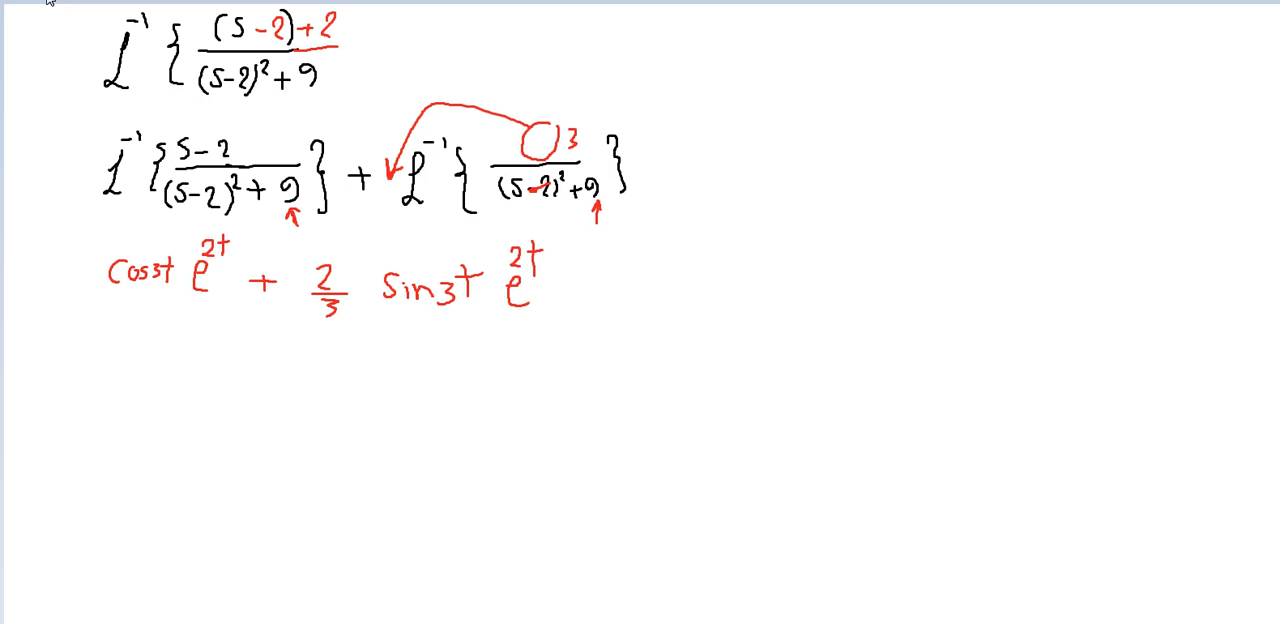 ℒ⁻¹ { (s-2)+2 / (s-2)² + 9
ℒ⁻¹ { s-2 / (s-2)² + 9 } + ℒ⁻¹ { 3 / (s-2)² + 9 }
cos3t e^2t + 2/3 sin3t e^2t